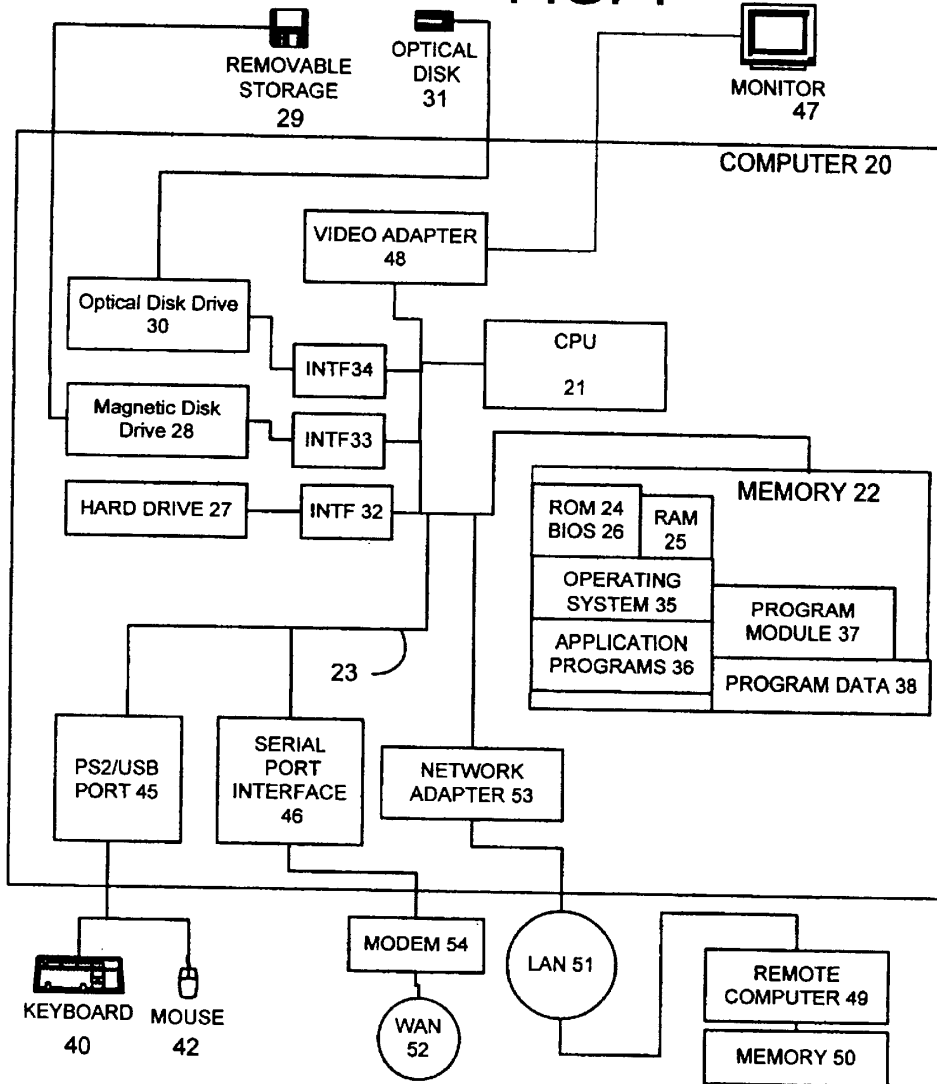 REMOVABLE
STORAGE
29
OPTICAL
DISK
31
MONITOR
47
COMPUTER 20
VIDEO ADAPTER
48
Optical Disk Drive
30
INTF34
CPU
21
Magnetic Disk
Drive 28
INTF33
HARD DRIVE 27
INTF 32
MEMORY 22
ROM 24
BIOS 26
RAM
25
OPERATING
SYSTEM 35
PROGRAM
MODULE 37
APPLICATION
PROGRAMS 36
PROGRAM DATA 38
23
PS2/USB
PORT 45
SERIAL
PORT
INTERFACE
46
NETWORK
ADAPTER 53
KEYBOARD
40
MOUSE
42
MODEM 54
WAN
52
LAN 51
REMOTE
COMPUTER 49
MEMORY 50